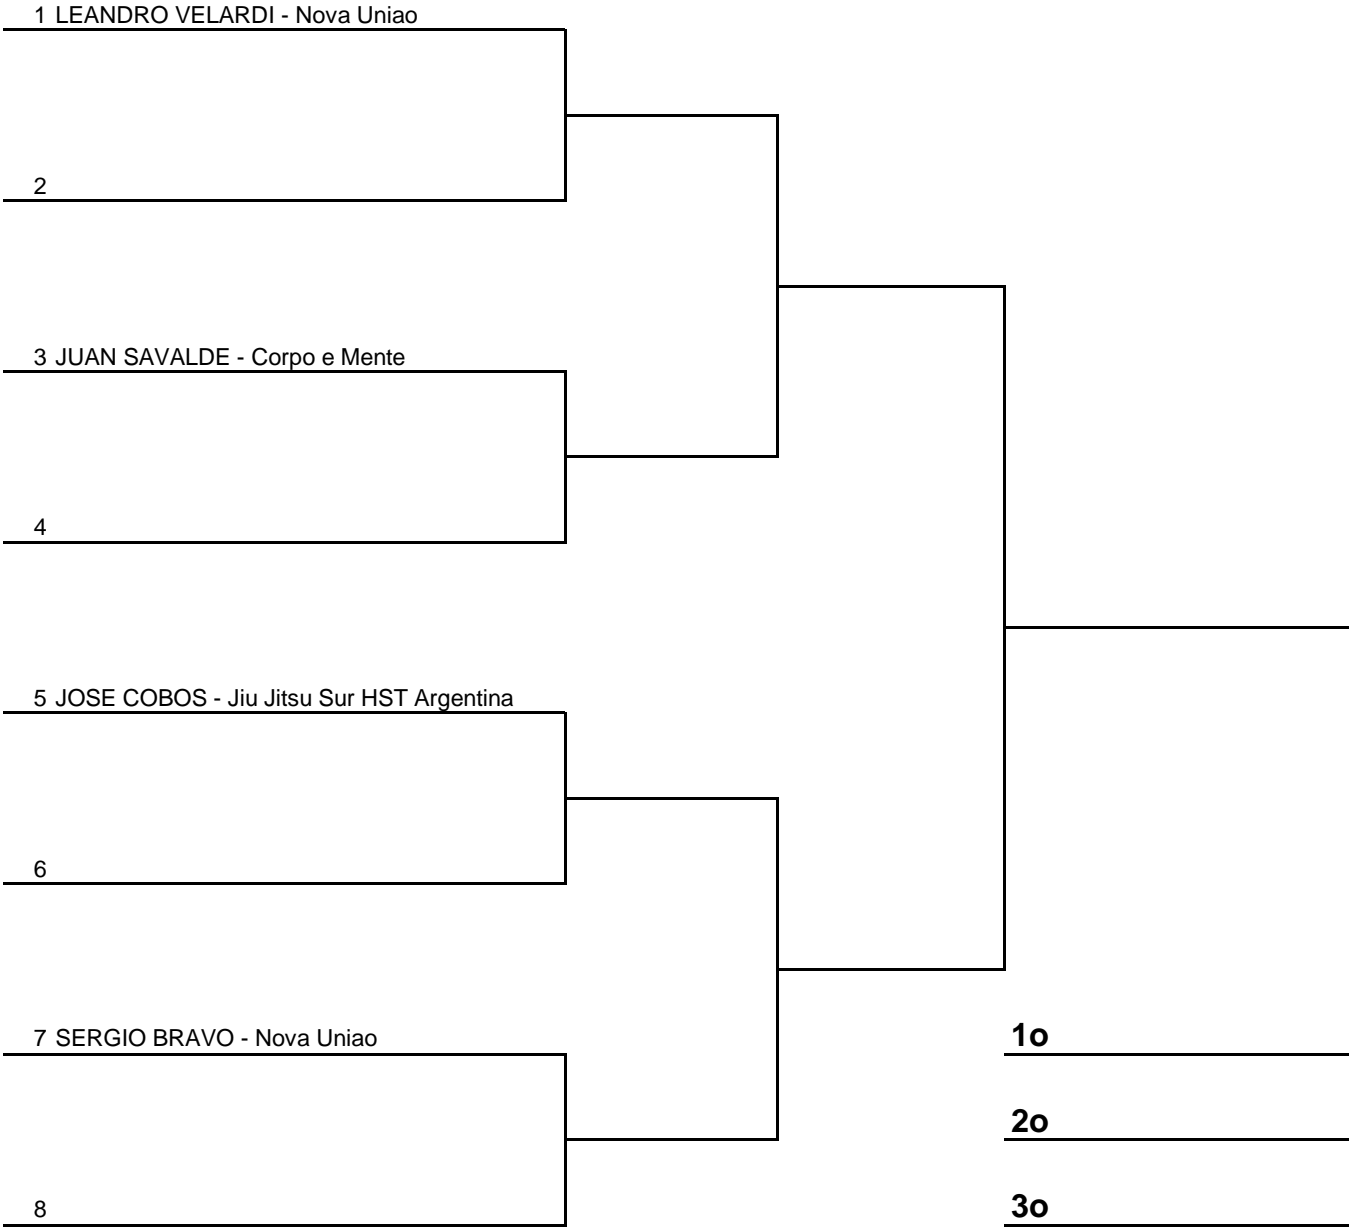 1 LEANDRO VELARDI - Nova Uniao
2
3 JUAN SAVALDE - Corpo e Mente
4
5 JOSE COBOS - Jiu Jitsu Sur HST Argentina
6
7 SERGIO BRAVO - Nova Uniao
1o
2o
8
3o